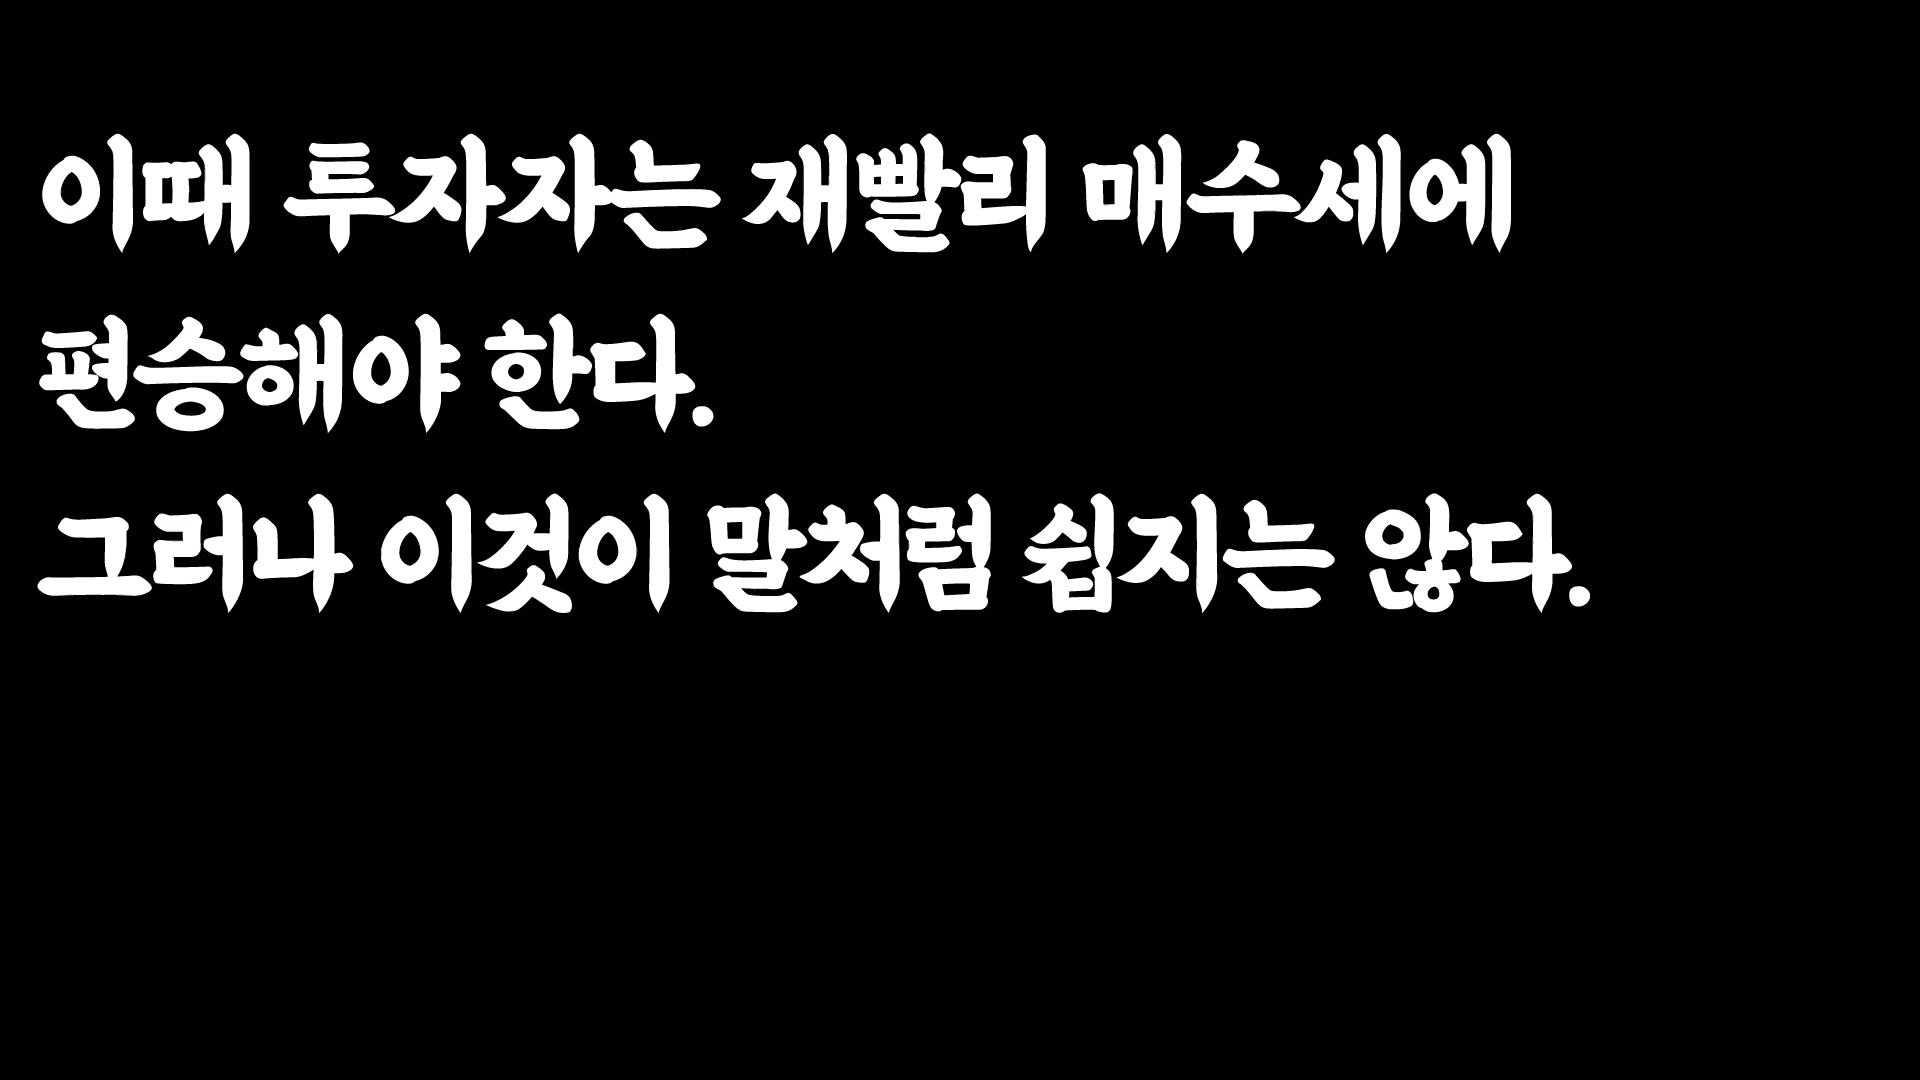 이때 투자자는 재빨리 매수세에
편승해야 한다.
그러나 이것이 말처럼 쉽지는 않다.